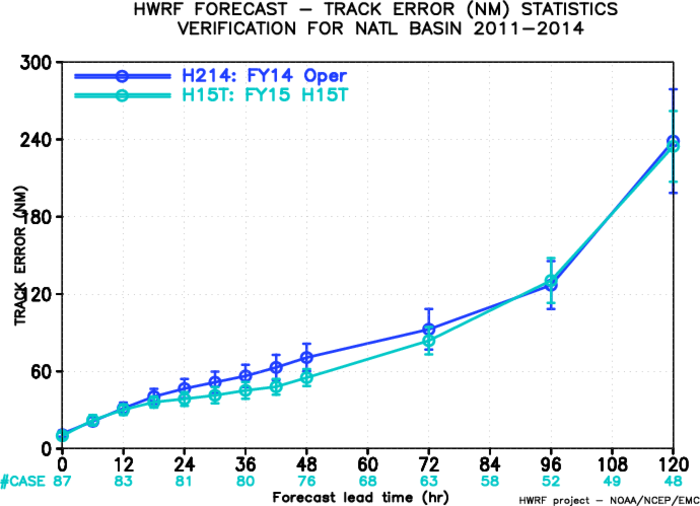 HWRF FORECAST – TRACK ERROR (NM) STATISTICS
VERIFICATION FOR NATL BASIN 2011–2014
H214: FY14 Oper
H15T: FY15 H15T
TRACK ERROR (NM)
300
240
180
120
60
0
0 12 24 36 48 60 72 84 96 108 120
#CASE 87 83 81 80 76 68 63 58 52 49 48
Forecast lead time (hr)
HWRF project – NOAA/NCEP/EMC